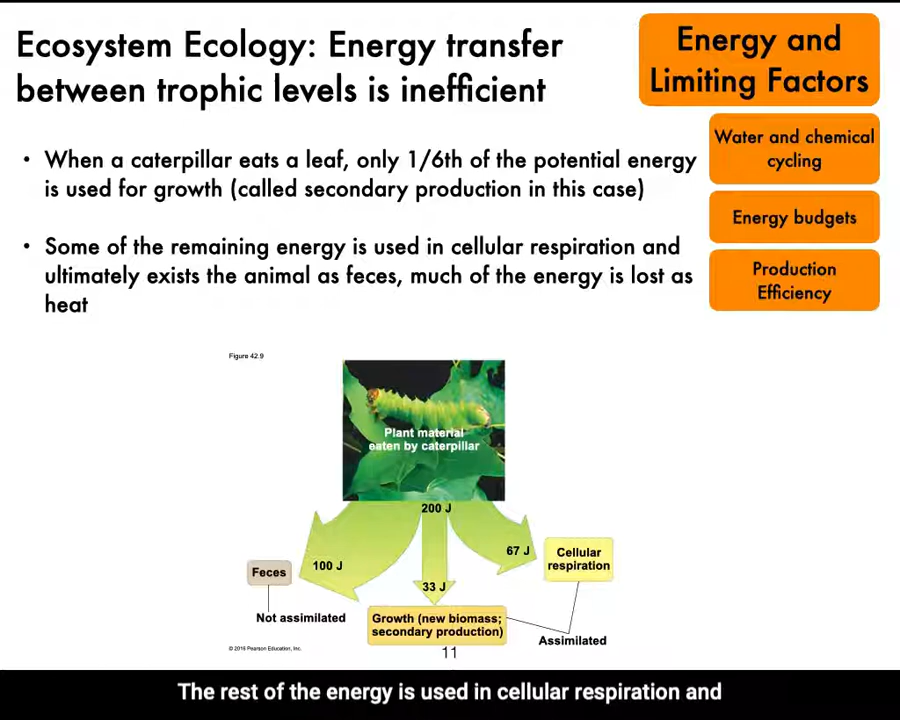 Ecosystem Ecology: Energy transfer
between trophic levels is inefficient
Energy and
Limiting Factors
Water and chemical
cycling
Energy budgets
Production
Efficiency
• When a caterpillar eats a leaf, only 1/6th of the potential energy
is used for growth (called secondary production in this case)
• Some of the remaining energy is used in cellular respiration and
ultimately exists the animal as feces, much of the energy is lost as
heat
Figure 42.9
Plant material
eaten by caterpillar
200 J
100 J
33 J
67 J
Feces
Not assimilated
Growth (new biomass;
secondary production)
Cellular
respiration
Assimilated
© 2016 Pearson Education, Inc.
11
The rest of the energy is used in cellular respiration and